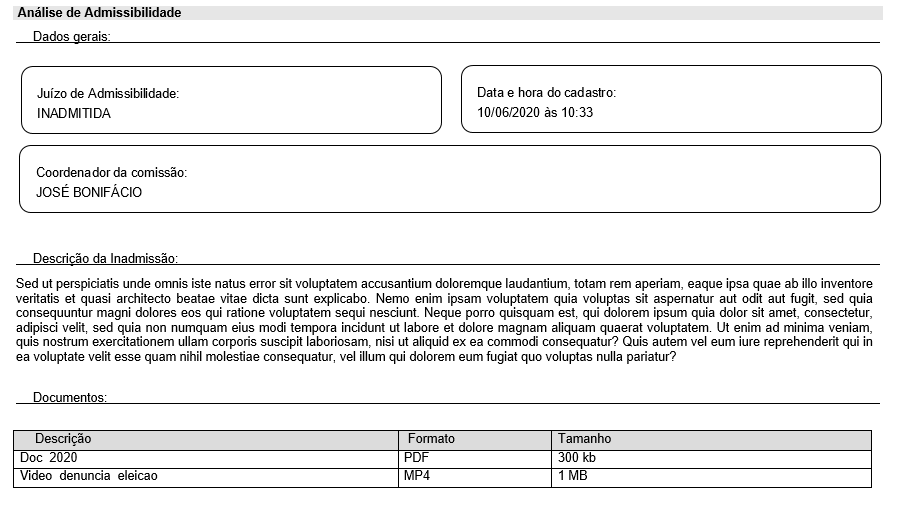 Análise de Admissibilidade
Dados gerais:
Juízo de Admissibilidade:
INADMITIDA
Data e hora do cadastro:
10/06/2020 às 10:33
Coordenador da comissão:
JOSÉ BONIFÁCIO
Descrição da Inadmissão:
Sed ut perspiciatis unde omnis iste natus error sit voluptatem accusantium doloremque laudantium, totam rem aperiam, eaque ipsa quae ab illo inventore
veritatis et quasi architecto beatae vitae dicta sunt explicabo. Nemo enim ipsam voluptatem quia voluptas sit aspernatur aut odit aut fugit, sed quia
consequuntur magni dolores eos qui ratione voluptatem sequi nesciunt. Neque porro quisquam est, qui dolorem ipsum quia dolor sit amet, consectetur,
adipisci velit, sed quia non numquam eius modi tempora incidunt ut labore et dolore magnam aliquam quaerat voluptatem. Ut enim ad minima veniam,
quis nostrum exercitationem ullam corporis suscipit laboriosam, nisi ut aliquid ex ea commodi consequatur? Quis autem vel eum iure reprehenderit qui in
ea voluptate velit esse quam nihil molestiae consequatur, vel illum qui dolorem eum fugiat quo voluptas nulla pariatur?
Documentos:
Descrição Formato Tamanho
Doc 2020 PDF 300 kb
Video denuncia eleicao MP4 1 MB